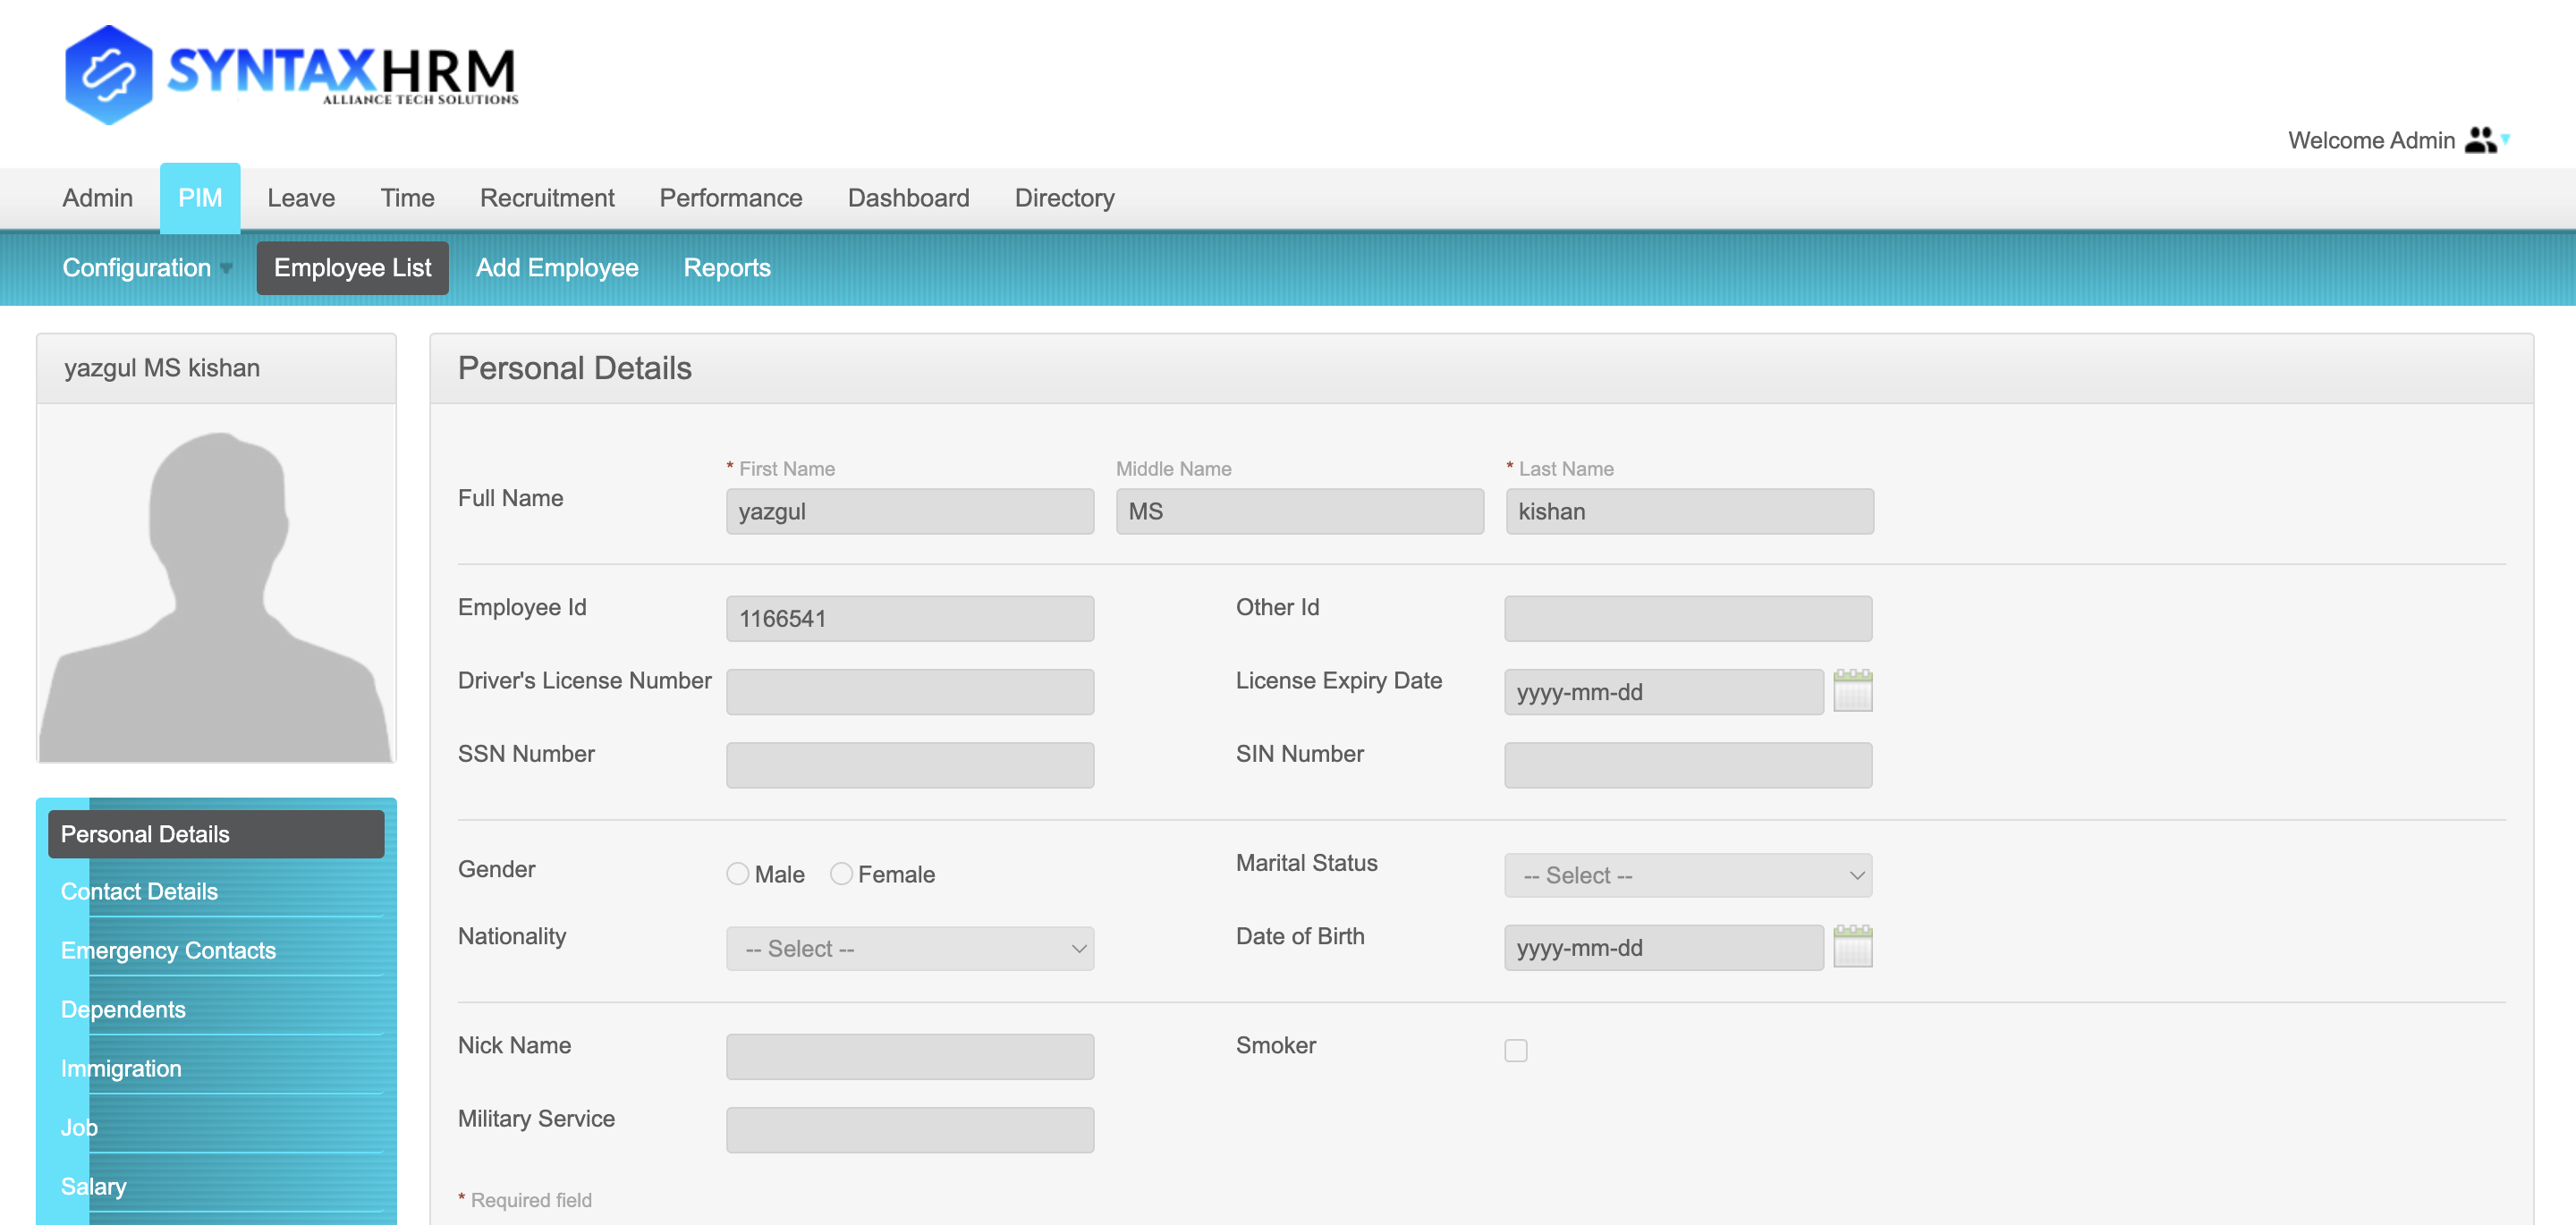 SYNTAXHRM
ALLIANCE TECH SOLUTIONS
Welcome Admin
Admin PIM Leave Time Recruitment Performance Dashboard Directory
Configuration Employee List Add Employee Reports
yazgul MS kishan
Personal Details
* First Name Middle Name * Last Name
Full Name yazgul MS kishan
Employee Id 1166541 Other Id
Driver's License Number License Expiry Date yyyy-mm-dd
SSN Number SIN Number
Gender Male Female Marital Status -- Select --
Nationality -- Select -- Date of Birth yyyy-mm-dd
Nick Name Smoker
Military Service
* Required field
Personal Details
Contact Details
Emergency Contacts
Dependents
Immigration
Job
Salary